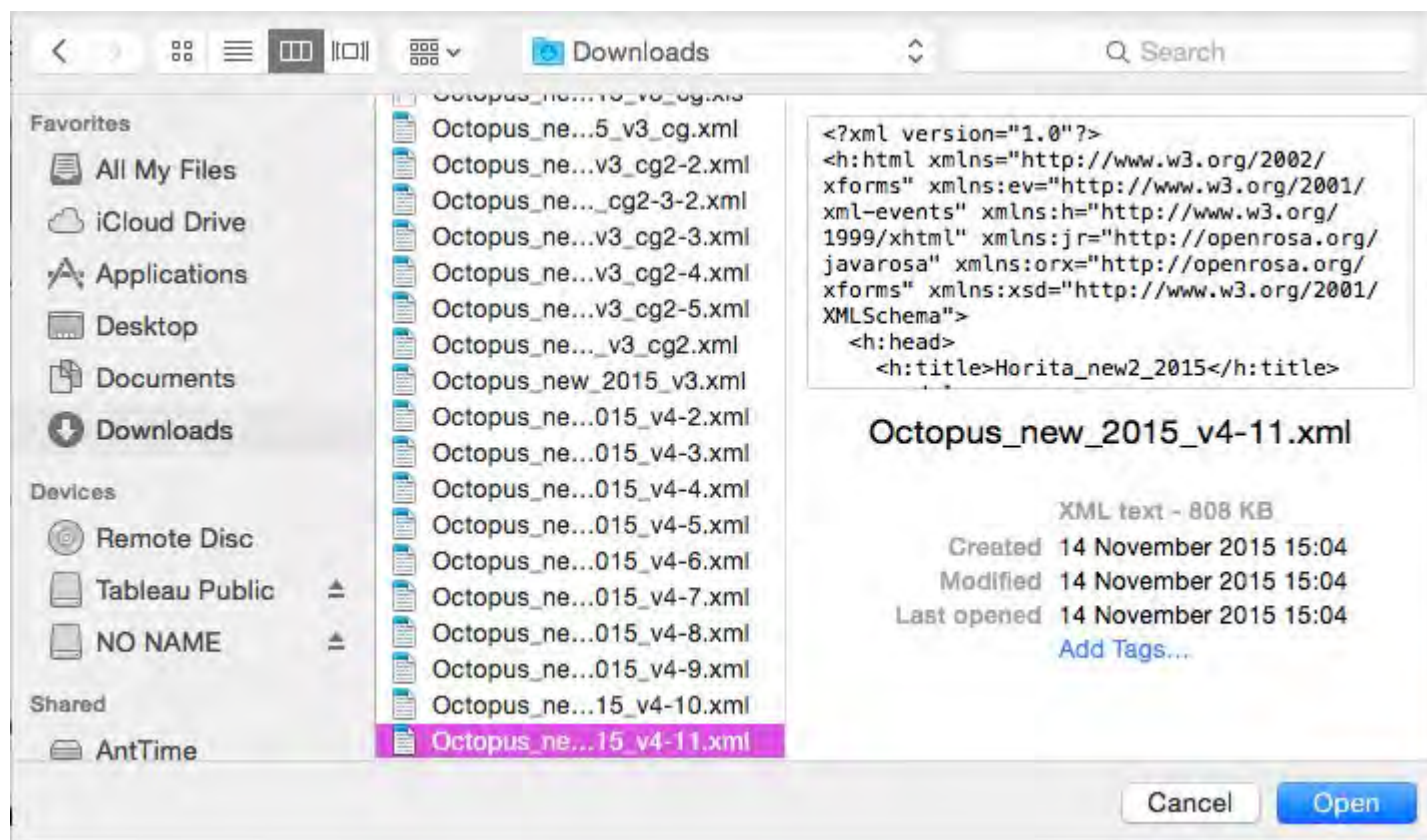 Downloads
Search
Favorites
All My Files
iCloud Drive
Applications
Desktop
Documents
Downloads
Devices
Remote Disc
Tableau Public
NO NAME
Shared
AntTime
Octopus_ne...5_v3_cg.xml
Octopus_ne...v3_cg2-2.xml
Octopus_ne..._cg2-3-2.xml
Octopus_ne...v3_cg2-3.xml
Octopus_ne...v3_cg2-4.xml
Octopus_ne...v3_cg2-5.xml
Octopus_ne..._v3_cg2.xml
Octopus_new_2015_v3.xml
Octopus_ne...015_v4-2.xml
Octopus_ne...015_v4-3.xml
Octopus_ne...015_v4-4.xml
Octopus_ne...015_v4-5.xml
Octopus_ne...015_v4-6.xml
Octopus_ne...015_v4-7.xml
Octopus_ne...015_v4-8.xml
Octopus_ne...015_v4-9.xml
Octopus_ne...15_v4-10.xml
Octopus_ne...15_v4-11.xml
<?xml version="1.0"?>
<h:html xmlns="http://www.w3.org/2002/
xforms" xmlns:ev="http://www.w3.org/2001/
xml-events" xmlns:h="http://www.w3.org/
1999/xhtml" xmlns:jr="http://openrosa.org/
javarosa" xmlns:orx="http://openrosa.org/
xforms" xmlns:xsd="http://www.w3.org/2001/
XMLSchema">
<h:head>
<h:title>Horita_new2_2015</h:title>
Octopus_new_2015_v4-11.xml
XML text - 808 KB
Created 14 November 2015 15:04
Modified 14 November 2015 15:04
Last opened 14 November 2015 15:04
Add Tags...
Cancel
Open